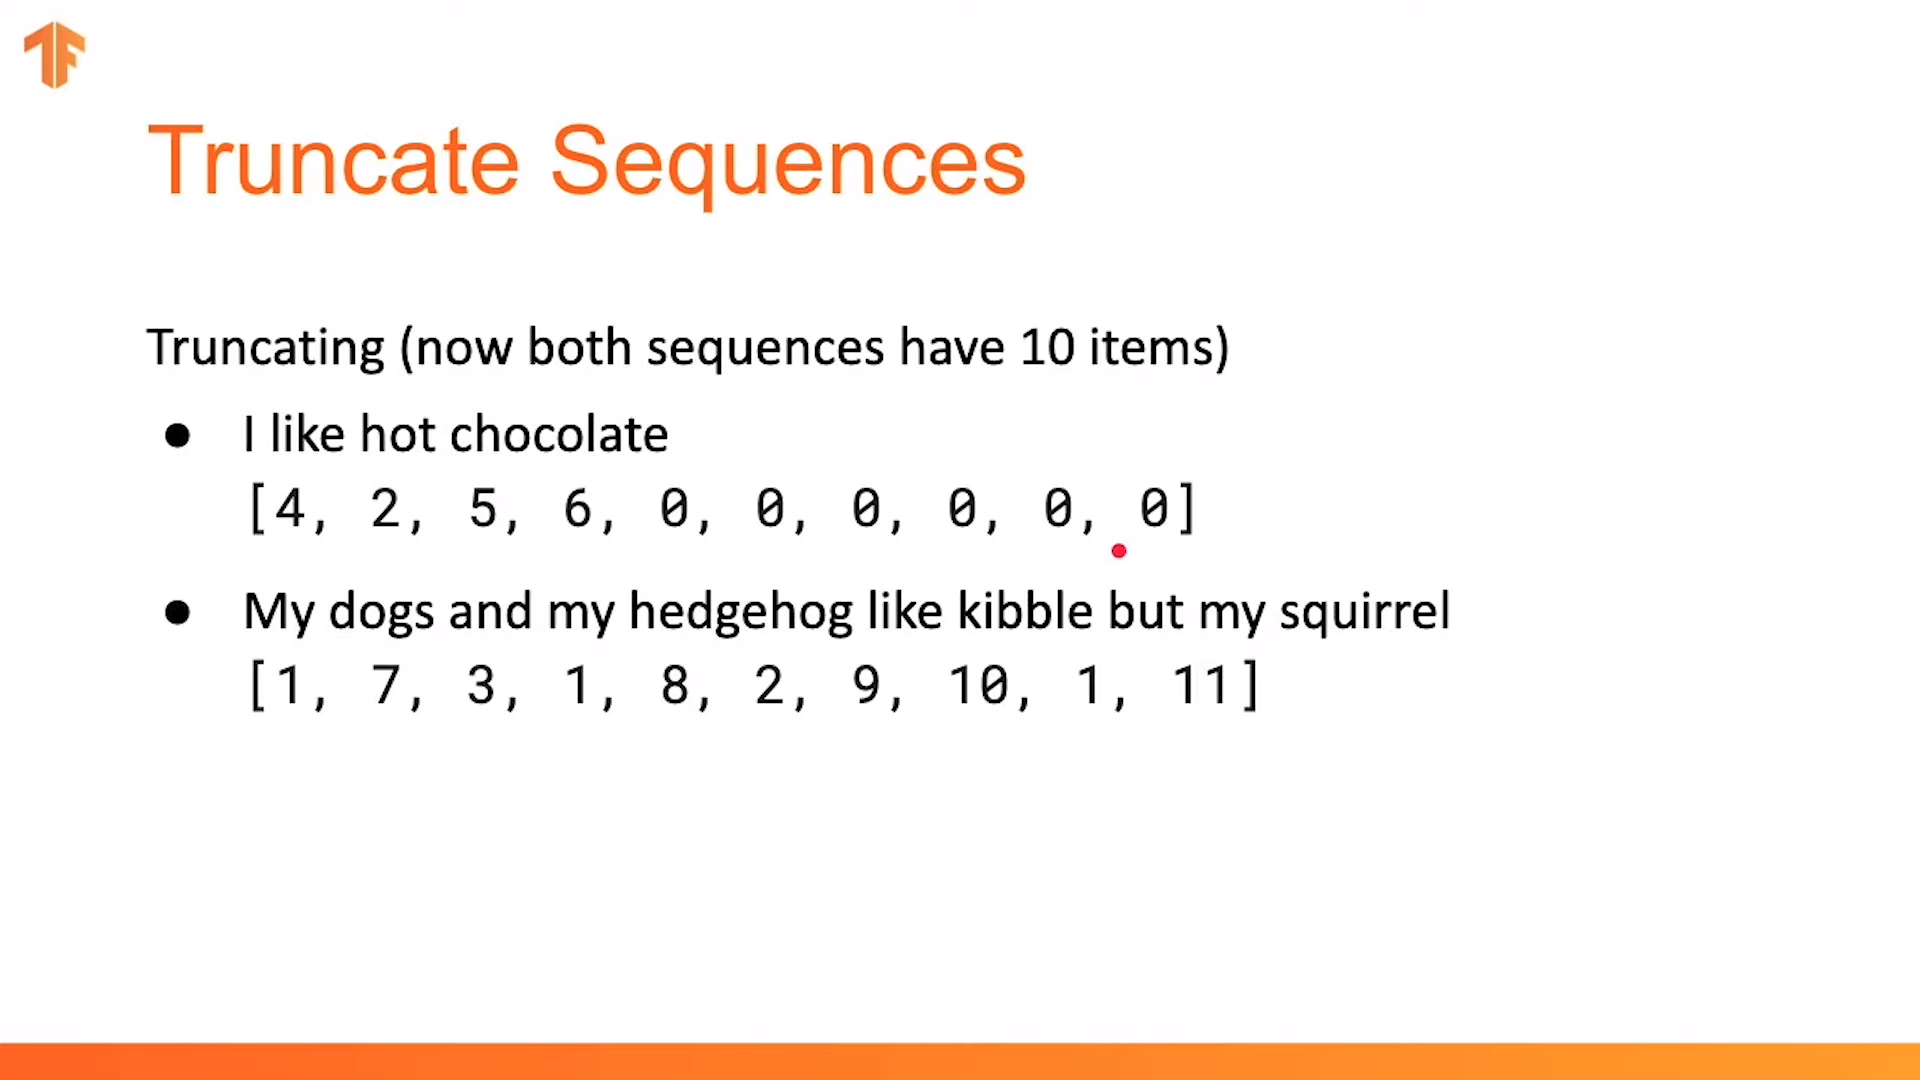 Truncate Sequences
Truncating (now both sequences have 10 items)
● I like hot chocolate
[4, 2, 5, 6, 0, 0, 0, 0, 0, 0]
● My dogs and my hedgehog like kibble but my squirrel
[1, 7, 3, 1, 8, 2, 9, 10, 1, 11]